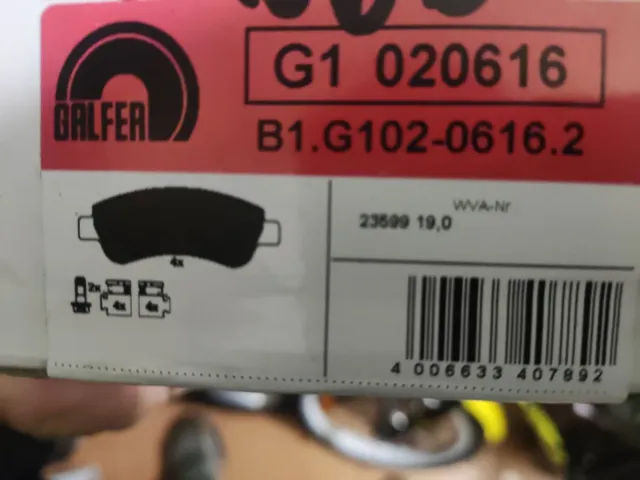 GALFER
G1 020616
B1.G102-0616.2
WVA-Nr
23599 19,0
4x
2x
4x 4x
4 006633 407892